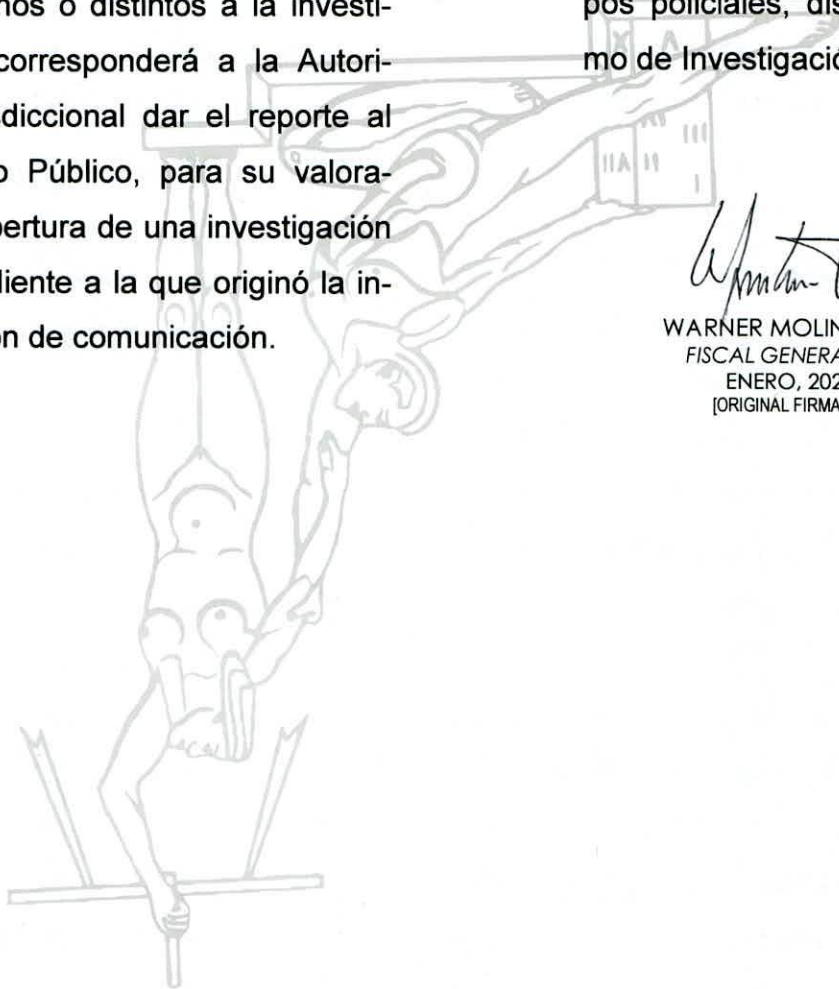 nos o distintos a la investi-
corresponderá a la Autori-
diccional dar el reporte al
o Público, para su valora-
pertura de una investigación
diente a la que originó la in-
ón de comunicación.
pos policiales, dis
mo de Investigació
WARNER MOLIN
FISCAL GENERA
ENERO, 202
[ORIGINAL FIRMA